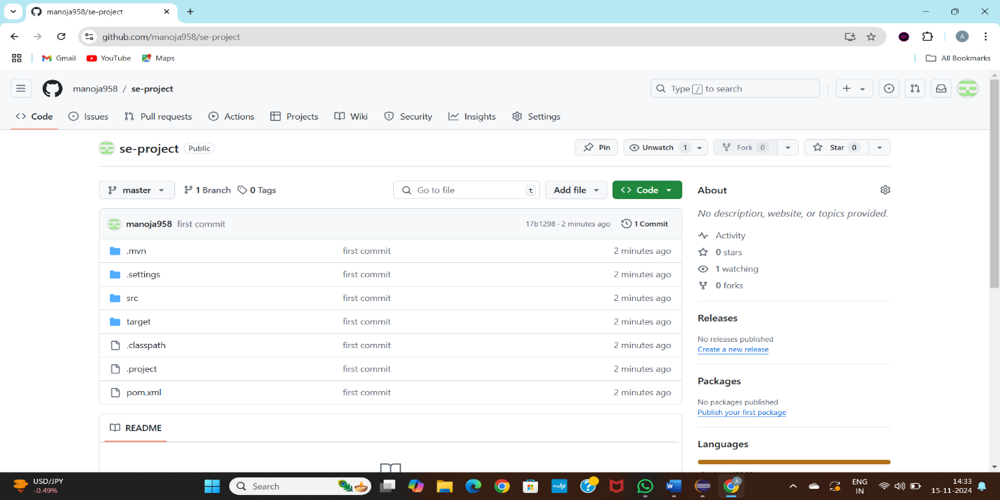 manoja958/se-project
github.com/manoja958/se-project
A
Gmail YouTube Maps All Bookmarks
manoja958 / se-project Type / to search
Code Issues Pull requests Actions Projects Wiki Security Insights Settings
se-project Public Pin Unwatch 1 Fork 0 Star 0
master 1 Branch 0 Tags Go to file t Add file Code About
No description, website, or topics provided.
manoja958 first commit 17b1298 · 2 minutes ago 1 Commit
Activity
.mvn first commit 2 minutes ago
0 stars
1 watching
.settings first commit 2 minutes ago
0 forks
src first commit 2 minutes ago
Releases
target first commit 2 minutes ago
No releases published
.classpath first commit 2 minutes ago
Create a new release
.project first commit 2 minutes ago
Packages
pom.xml first commit 2 minutes ago
No packages published
Publish your first package
README
Languages
USD/JPY
-0.49%
Search
myhp
W
A
ENG
IN
14:33
15-11-2024